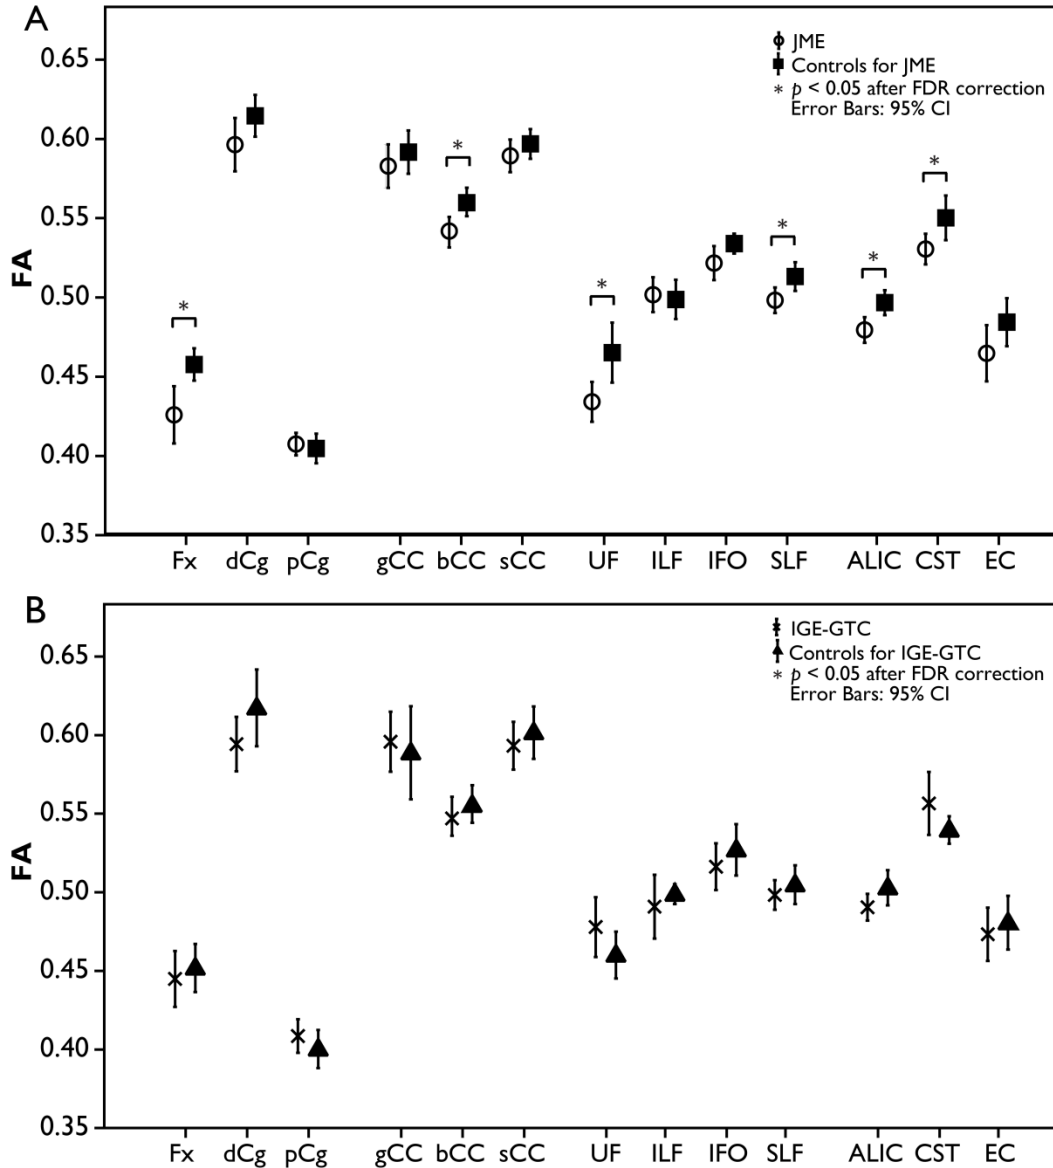 A
JME
Controls for JME
* p < 0.05 after FDR correction
Error Bars: 95% CI
FA
0.65
0.60
0.55
0.50
0.45
0.40
0.35
*
*
*
*
*
*
Fx dCg pCg gCC bCC sCC UF ILF IFO SLF ALIC CST EC
B
IGE-GTC
Controls for IGE-GTC
* p < 0.05 after FDR correction
Error Bars: 95% CI
FA
0.65
0.60
0.55
0.50
0.45
0.40
0.35
Fx dCg pCg gCC bCC sCC UF ILF IFO SLF ALIC CST EC